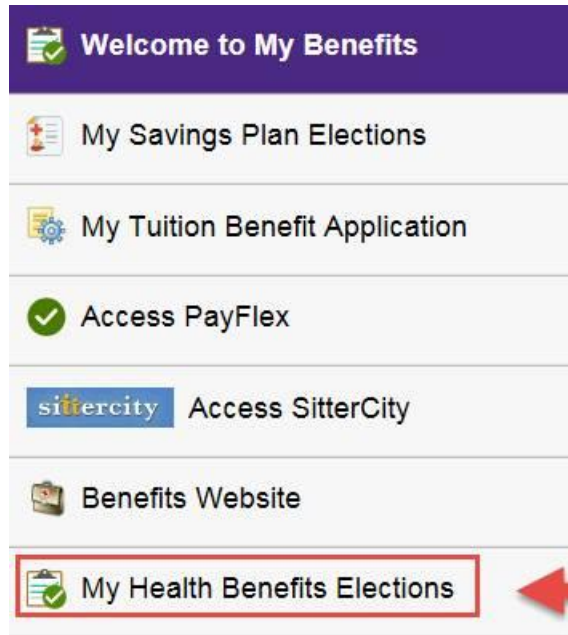 Welcome to My Benefits
My Savings Plan Elections
My Tuition Benefit Application
Access PayFlex
sittercity Access SitterCity
Benefits Website
My Health Benefits Elections